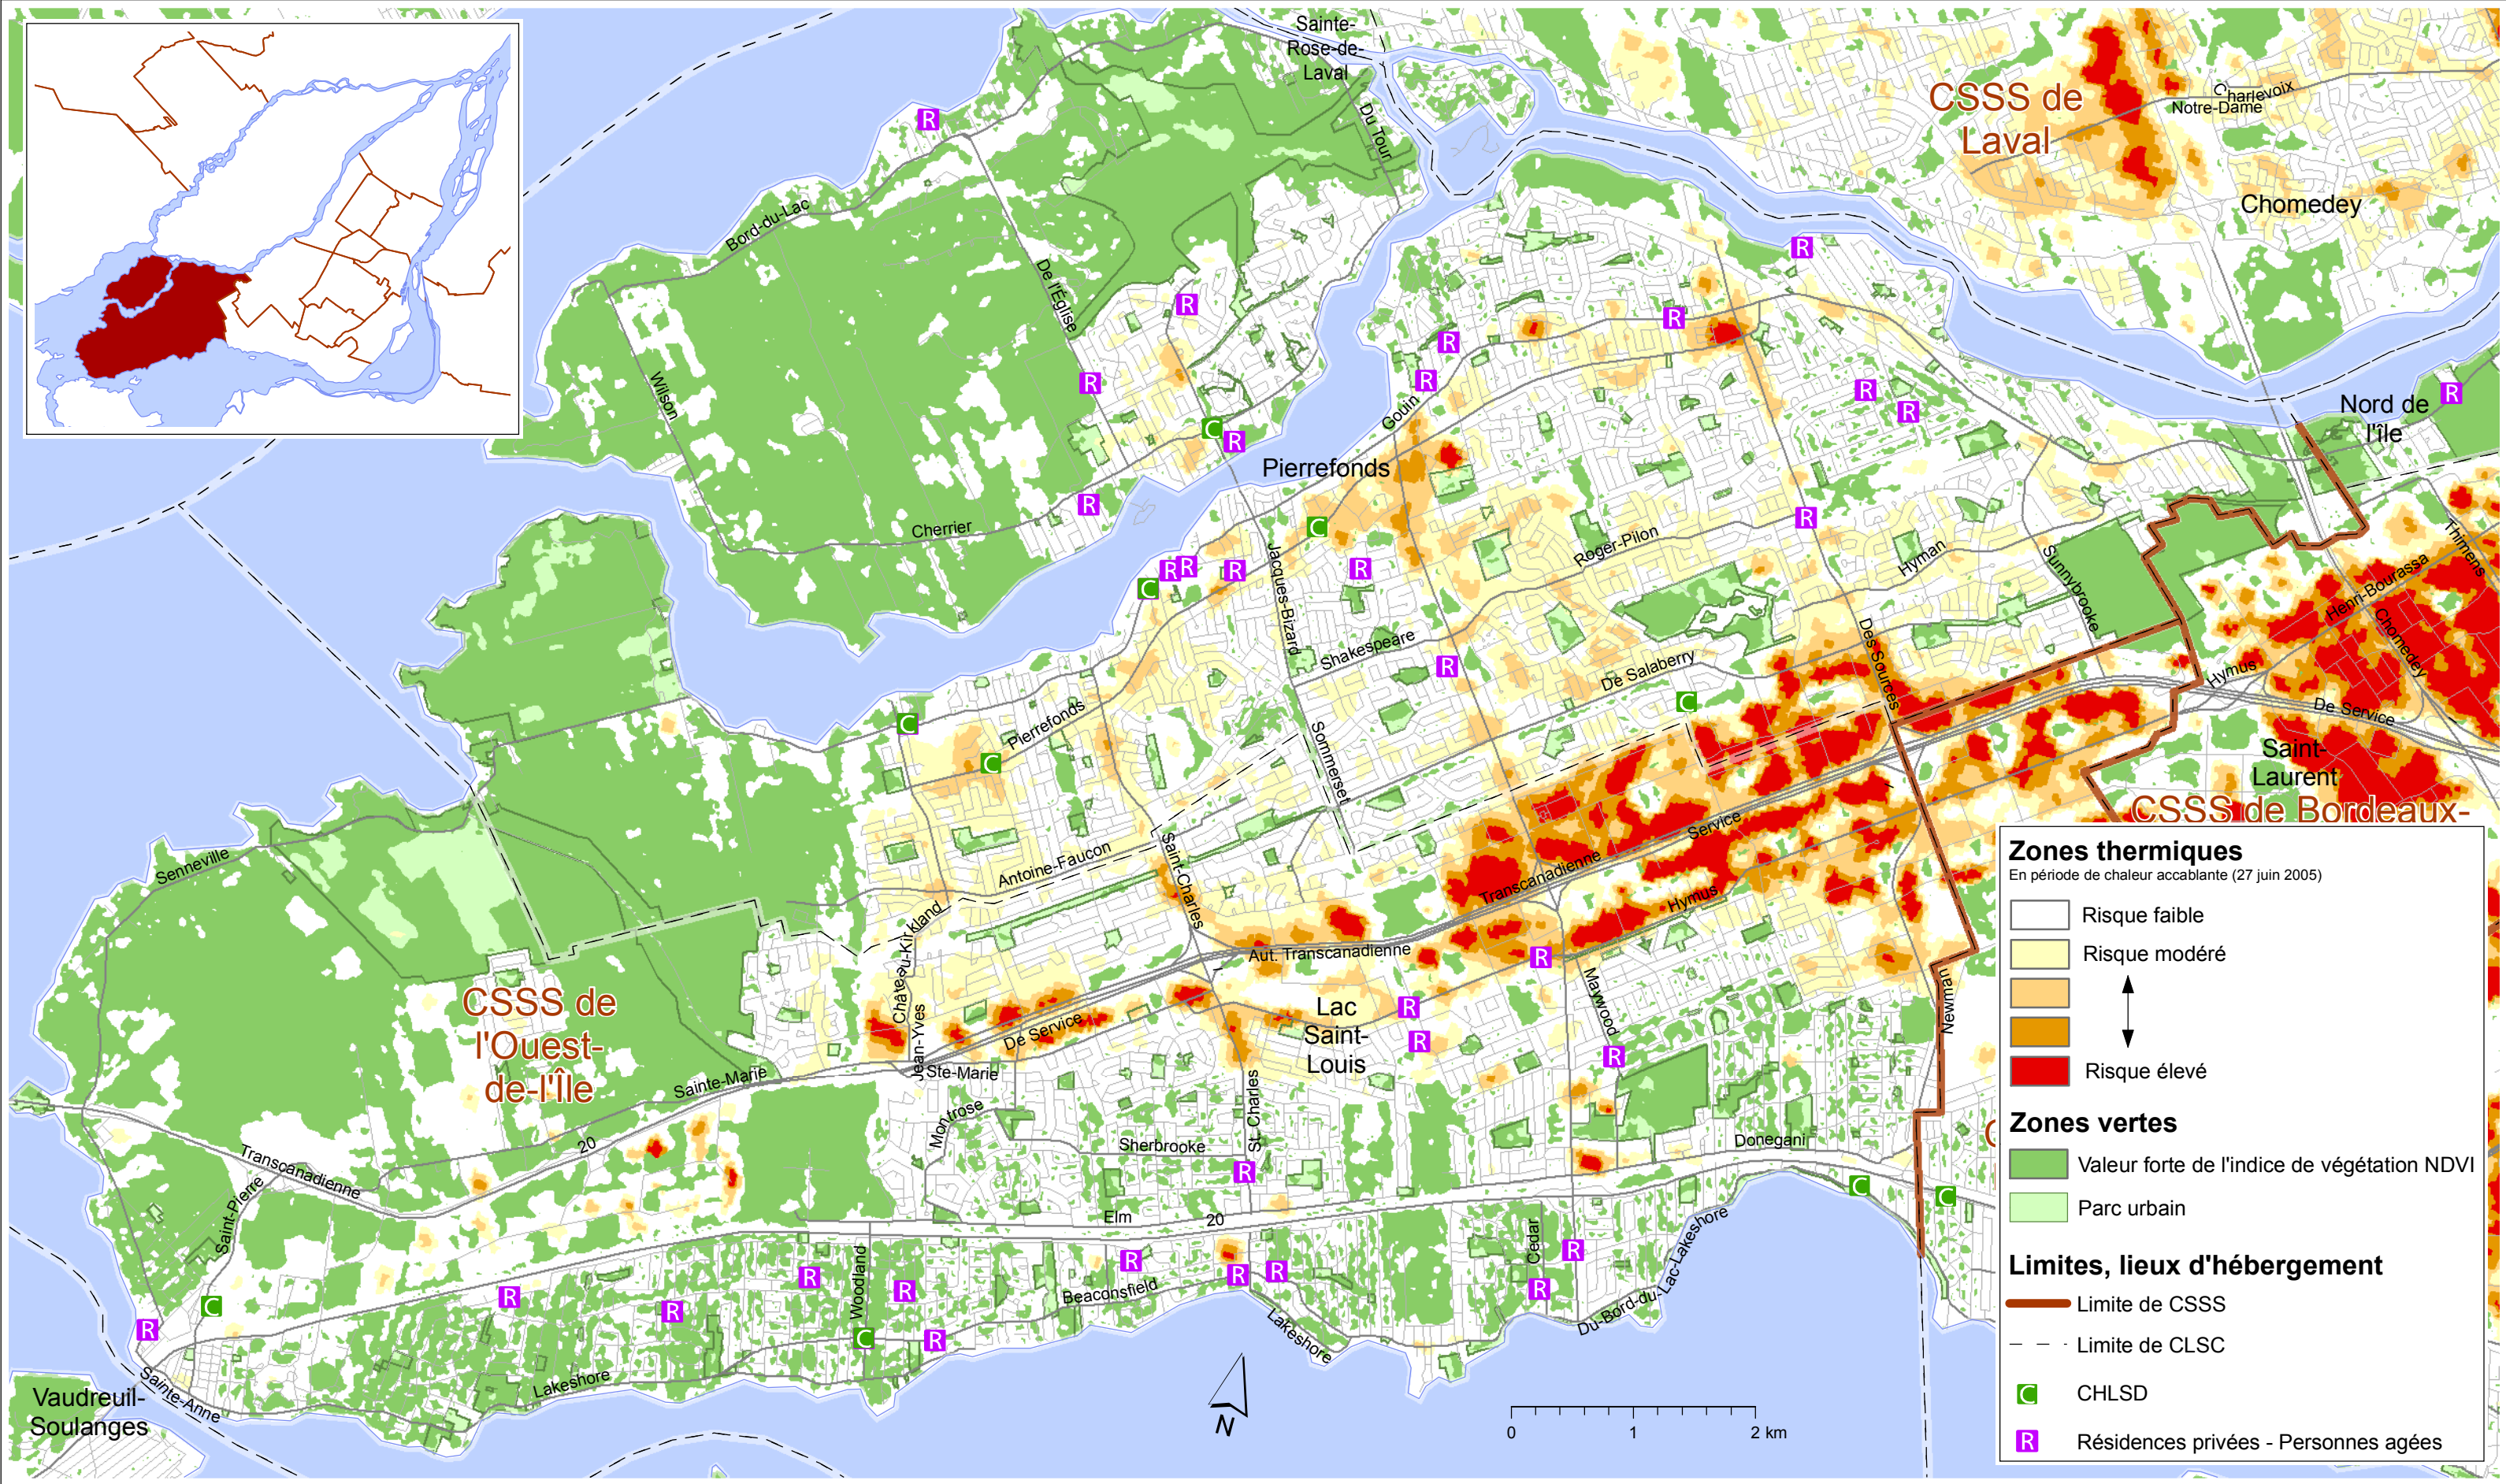 Sainte-
Rose-de-
Laval
CSSS de
Laval
Charlevoix
Notre-Dame
Chomedey
Du Tour
R
Bord-du-Lac
De l'Église
R
R
Wilson
R
R
R
R
R
R
R
Gouin
C
R
Nord de
l'île
R
Pierrefonds
R
Cherrier
C
R
Roger-Pilon
Hyman
Sunnybrooke
Thimens
Henri-Bourassa
Chomedey
Jacques-Bizard
R
R
R
R
C
Shakespeare
R
De Salaberry
Des Sources
Hymus
De Service
C
C
Pierrefonds
C
Sommerset
Saint-
Laurent
CSSS de Bordeaux-
Senneville
Antoine-Faucon
Saint-Charles
Service
Transcanadienne
Hymus
Château-Kirkland
Aut. Transcanadienne
R
CSSS de
l'Ouest-
de-l'Île
Jean-Yves
De Service
Lac
Saint-
Louis
R
R
Maywood
R
Newman
Sainte-Marie
Ste-Marie
20
Montrose
Sherbrooke
St. Charles
Donegani
Transcanadienne
Saint-Pierre
R
C
C
Elm
20
Cedar
R
R
Woodland
R
R
R
R
R
Beaconsfield
R
R
C
R
C
R
Lakeshore
Du-Bord-du-Lac-Lakeshore
Lakeshore
Sainte-Anne
Vaudreuil-
Soulanges
N
0 1 2 km
Zones thermiques
En période de chaleur accablante (27 juin 2005)
Risque faible
Risque modéré
Risque élevé
Zones vertes
Valeur forte de l'indice de végétation NDVI
Parc urbain
Limites, lieux d'hébergement
Limite de CSSS
Limite de CLSC
C CHLSD
R Résidences privées - Personnes agées